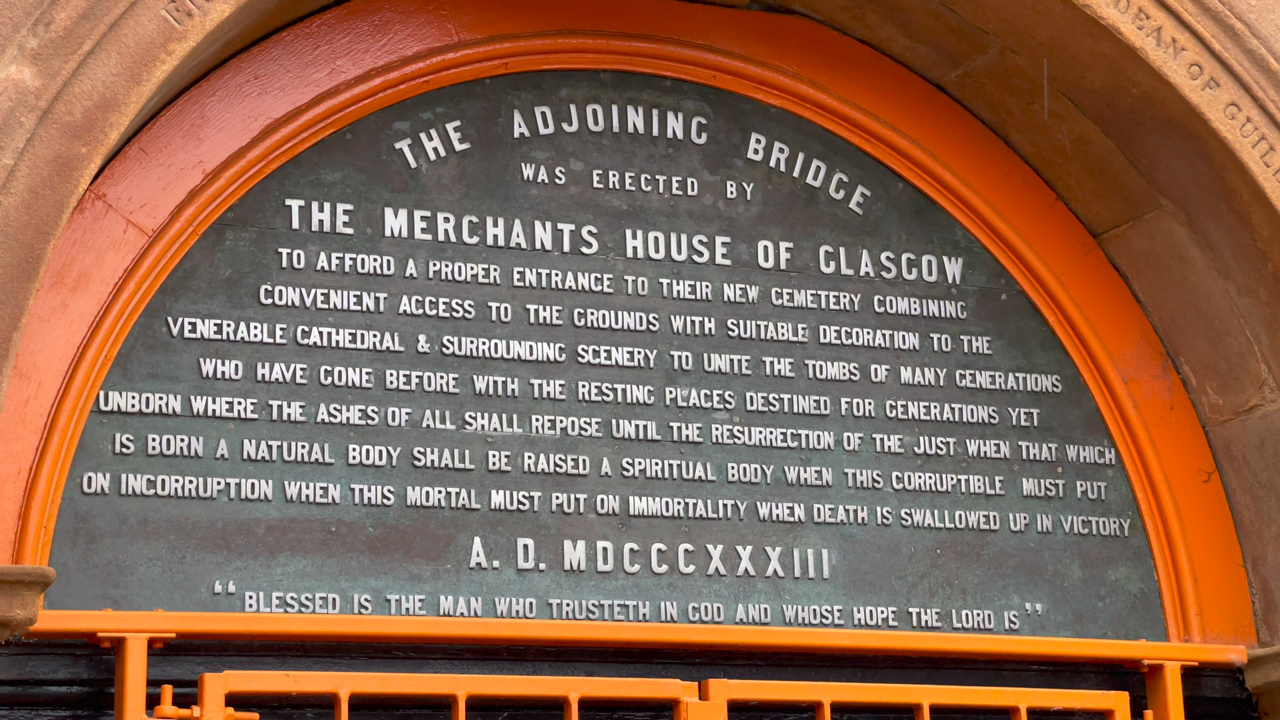 DEAN OF
THE ADJOINING BRIDGE
WAS ERECTED BY
THE MERCHANTS HOUSE OF GLASGOW
TO AFFORD A PROPER ENTRANCE TO THEIR NEW CEMETERY COMBINING
CONVENIENT ACCESS TO THE GROUNDS WITH SUITABLE DECORATION TO THE
VENERABLE CATHEDRAL & SURROUNDING SCENERY TO UNITE THE TOMBS OF MANY GENERATIONS
WHO HAVE GONE BEFORE WITH THE RESTING PLACES DESTINED FOR GENERATIONS YET
UNBORN WHERE THE ASHES OF ALL SHALL REPOSE UNTIL THE RESURRECTION OF THE JUST WHEN THAT WHICH
IS BORN A NATURAL BODY SHALL BE RAISED A SPIRITUAL BODY WHEN THIS CORRUPTIBLE MUST PUT
ON INCORRUPTION WHEN THIS MORTAL MUST PUT ON IMMORTALITY WHEN DEATH IS SWALLOWED UP IN VICTORY
A. D. MDCCCXXXIII
“BLESSED IS THE MAN WHO TRUSTETH IN GOD AND WHOSE HOPE THE LORD IS”